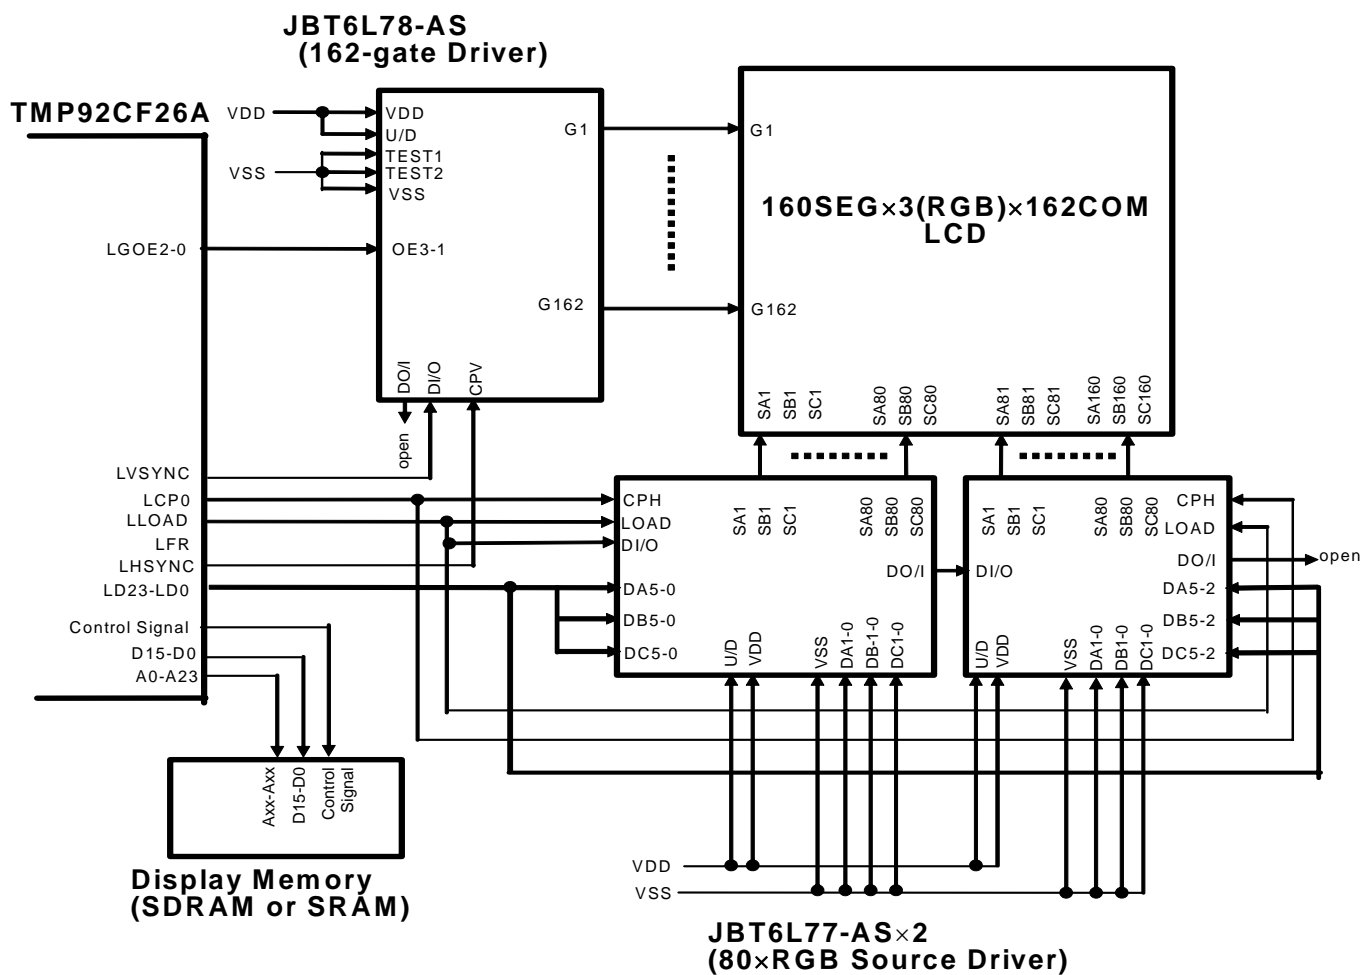 JBT6L78-AS
(162-gate Driver)
TMP92CF26A
VDD
VSS
VDD
U/D
TEST1
TEST2
VSS
OE3-1
G1
G162
DO/I
DI/O
CPV
open
G1
G162
160SEG×3(RGB)×162COM
LCD
SA1
SB1
SC1
SA80
SB80
SC80
SA81
SB81
SC81
SA160
SB160
SC160
LGOE2-0
LVSYNC
LCP0
LLOAD
LFR
LHSYNC
LD23-LD0
Control Signal
D15-D0
A0-A23
CPH
LOAD
DI/O
DA5-0
DB5-0
DC5-0
SA1
SB1
SC1
SA80
SB80
SC80
DO/I
U/D
VDD
VSS
DA1-0
DB-1-0
DC1-0
DI/O
SA1
SB1
SC1
SA80
SB80
SC80
CPH
LOAD
DO/I
open
DA5-2
DB5-2
DC5-2
U/D
VDD
VSS
DA1-0
DB1-0
DC1-0
Axx-Axx
D15-D0
Control
Signal
Display Memory
(SDRAM or SRAM)
VDD
VSS
JBT6L77-AS×2
(80×RGB Source Driver)